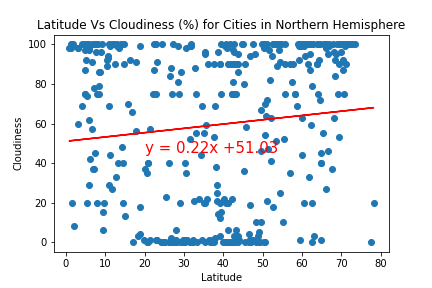 Latitude Vs Cloudiness (%) for Cities in Northern Hemisphere
100
80
60
40
20
0
Cloudiness
y = 0.22x +51.03
0 10 20 30 40 50 60 70 80
Latitude